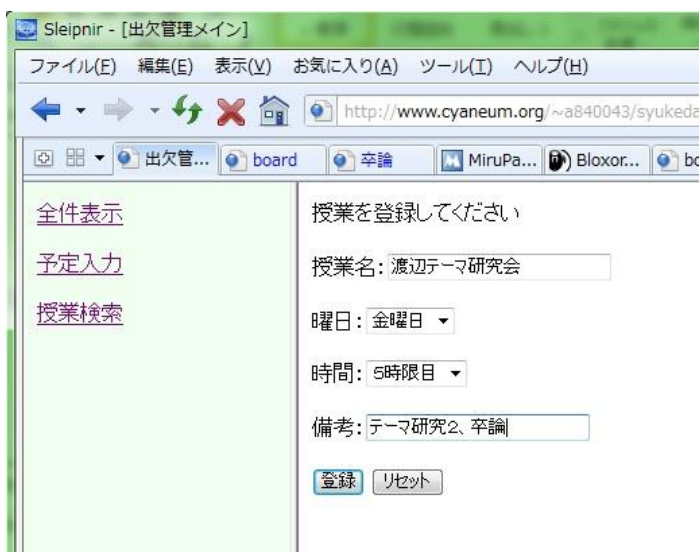 Sleipnir - [出欠管理メイン]
ファイル(F) 編集(E) 表示(V) お気に入り(A) ツール(T) ヘルプ(H)
http://www.cyaneum.org/~a840043/syukeda
出欠管... board 卒論 MiruPa... Bloxor... bo
全件表示
予定入力
授業検索
授業を登録してください
授業名: 渡辺テーマ研究会
曜日: 金曜日
時間: 5時限目
備考: テーマ研究2、卒論
登録 リセット